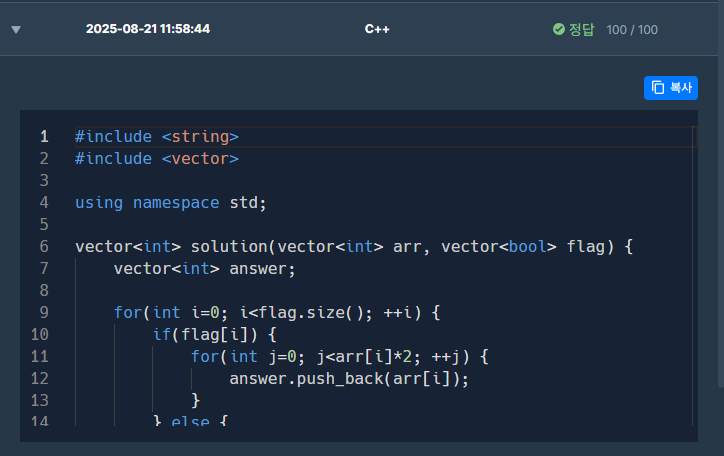 2025-08-21 11:58:44 C++ 정답 100 / 100
복사
1 #include <string>
2 #include <vector>
3
4 using namespace std;
5
6 vector<int> solution(vector<int> arr, vector<bool> flag) {
7     vector<int> answer;
8
9     for(int i=0; i<flag.size(); ++i) {
10         if(flag[i]) {
11             for(int j=0; j<arr[i]*2; ++j) {
12                 answer.push_back(arr[i]);
13             }
14         } else {